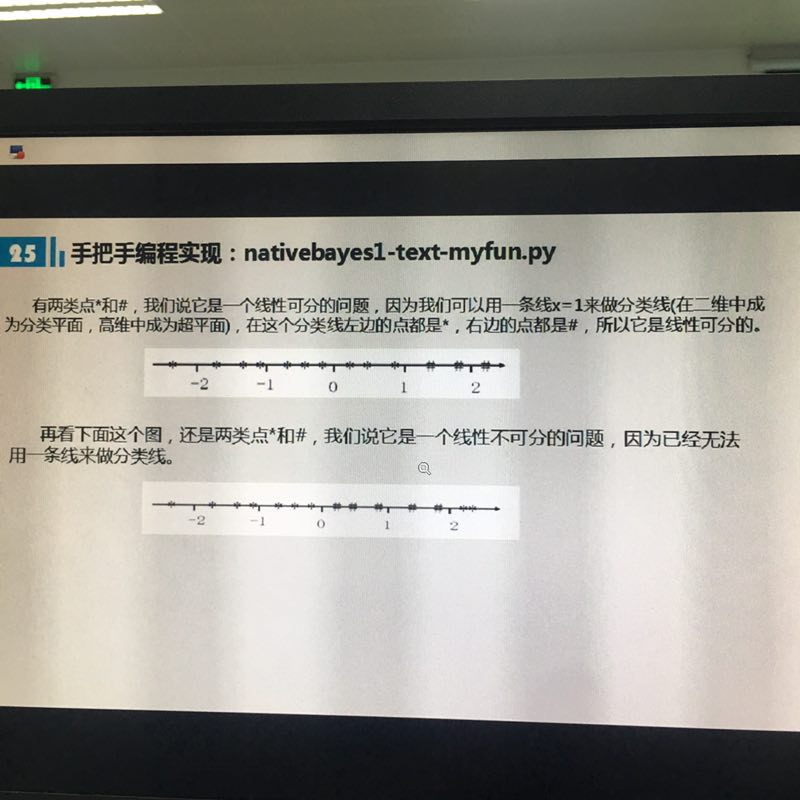 25 手把手编程实现：nativebayes1-text-myfun.py
有两类点*和#，我们说它是一个线性可分的问题，因为我们可以用一条线x=1来做分类线(在二维中成
为分类平面，高维中成为超平面)，在这个分类线左边的点都是*，右边的点都是#，所以它是线性可分的。
* * * * * * * * * * * # # #
-2 -1 0 1 2
再看下面这个图，还是两类点*和#，我们说它是一个线性不可分的问题，因为已经无法
用一条线来做分类线。
* * * * * * * # # # # # * *
-2 -1 0 1 2